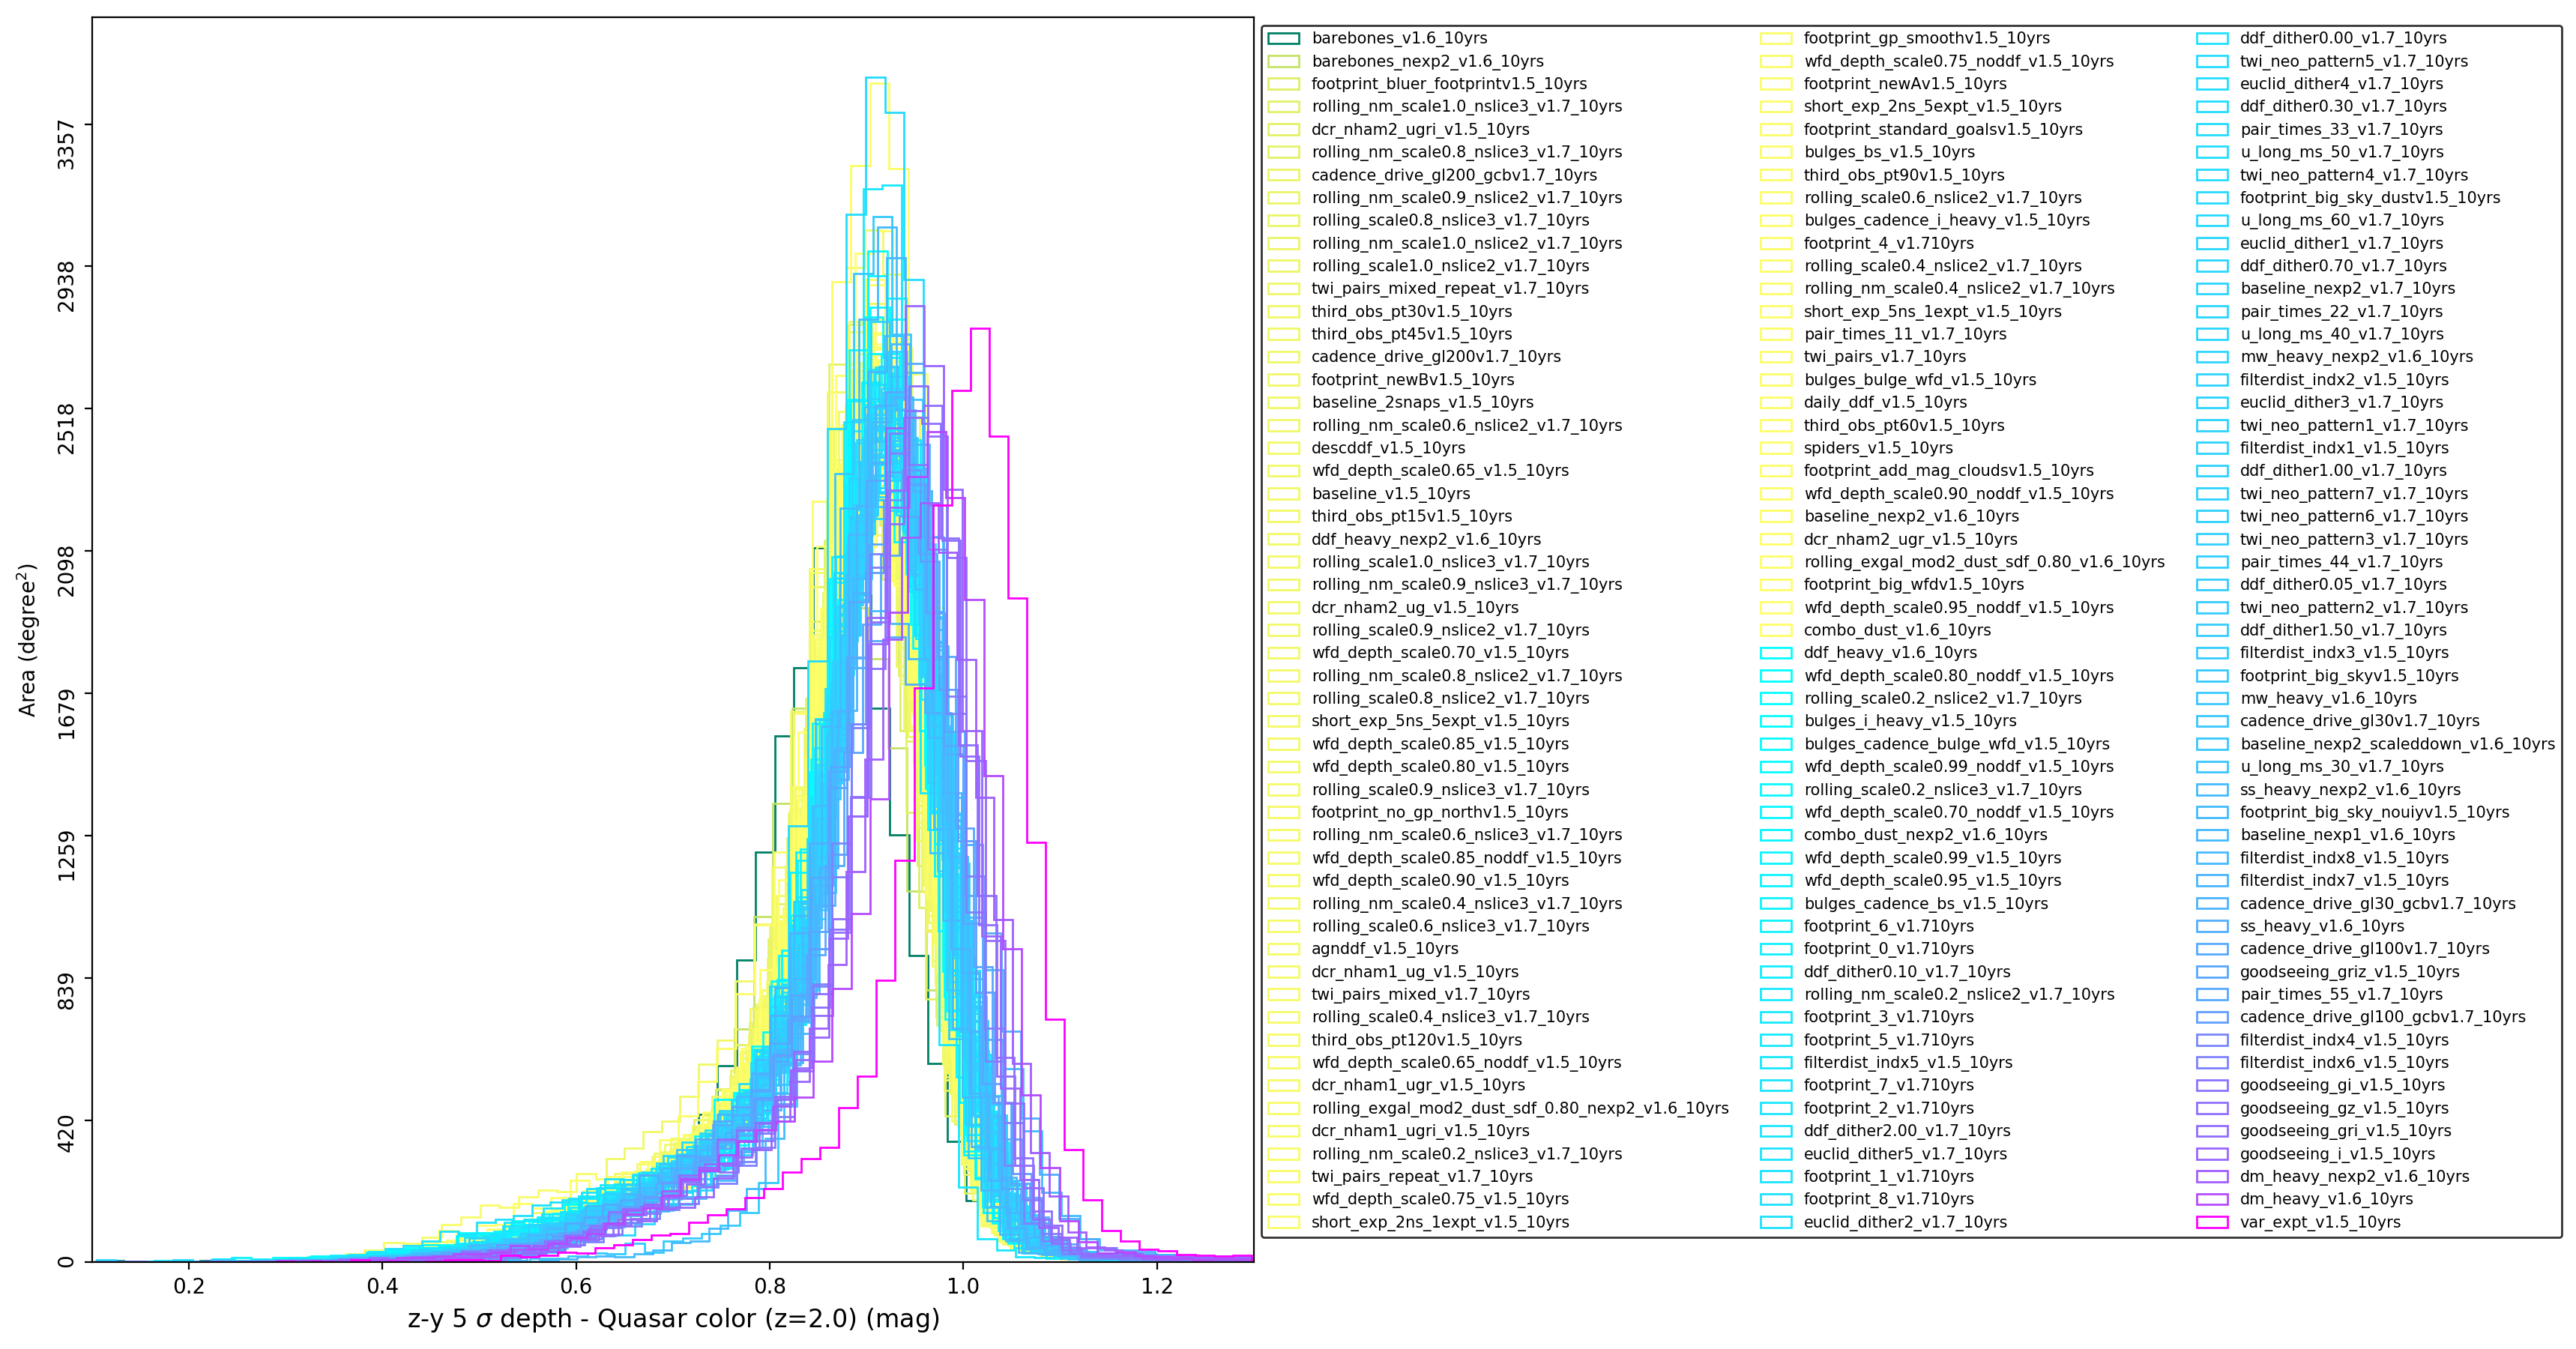 3357
2938
2518
2098
1679
1259
839
420
0
Area (degree²)
0.2 0.4 0.6 0.8 1.0 1.2
z-y 5 σ depth - Quasar color (z=2.0) (mag)
barebones_v1.6_10yrs
barebones_nexp2_v1.6_10yrs
footprint_bluer_footprintv1.5_10yrs
rolling_nm_scale1.0_nslice3_v1.7_10yrs
dcr_nham2_ugri_v1.5_10yrs
rolling_nm_scale0.8_nslice3_v1.7_10yrs
cadence_drive_gl200_gcbv1.7_10yrs
rolling_nm_scale0.9_nslice2_v1.7_10yrs
rolling_scale0.8_nslice3_v1.7_10yrs
rolling_nm_scale1.0_nslice2_v1.7_10yrs
rolling_scale1.0_nslice2_v1.7_10yrs
twi_pairs_mixed_repeat_v1.7_10yrs
third_obs_pt30v1.5_10yrs
third_obs_pt45v1.5_10yrs
cadence_drive_gl200v1.7_10yrs
footprint_newBv1.5_10yrs
baseline_2snaps_v1.5_10yrs
rolling_nm_scale0.6_nslice2_v1.7_10yrs
descddf_v1.5_10yrs
wfd_depth_scale0.65_v1.5_10yrs
baseline_v1.5_10yrs
third_obs_pt15v1.5_10yrs
ddf_heavy_nexp2_v1.6_10yrs
rolling_scale1.0_nslice3_v1.7_10yrs
rolling_nm_scale0.9_nslice3_v1.7_10yrs
dcr_nham2_ug_v1.5_10yrs
rolling_scale0.9_nslice2_v1.7_10yrs
wfd_depth_scale0.70_v1.5_10yrs
rolling_nm_scale0.8_nslice2_v1.7_10yrs
rolling_scale0.8_nslice2_v1.7_10yrs
short_exp_5ns_5expt_v1.5_10yrs
wfd_depth_scale0.85_v1.5_10yrs
wfd_depth_scale0.80_v1.5_10yrs
rolling_scale0.9_nslice3_v1.7_10yrs
footprint_no_gp_northv1.5_10yrs
rolling_nm_scale0.6_nslice3_v1.7_10yrs
wfd_depth_scale0.85_noddf_v1.5_10yrs
wfd_depth_scale0.90_v1.5_10yrs
rolling_nm_scale0.4_nslice3_v1.7_10yrs
rolling_scale0.6_nslice3_v1.7_10yrs
agnddf_v1.5_10yrs
dcr_nham1_ug_v1.5_10yrs
twi_pairs_mixed_v1.7_10yrs
rolling_scale0.4_nslice3_v1.7_10yrs
third_obs_pt120v1.5_10yrs
wfd_depth_scale0.65_noddf_v1.5_10yrs
dcr_nham1_ugr_v1.5_10yrs
rolling_exgal_mod2_dust_sdf_0.80_nexp2_v1.6_10yrs
dcr_nham1_ugri_v1.5_10yrs
rolling_nm_scale0.2_nslice3_v1.7_10yrs
twi_pairs_repeat_v1.7_10yrs
wfd_depth_scale0.75_v1.5_10yrs
short_exp_2ns_1expt_v1.5_10yrs
footprint_gp_smoothv1.5_10yrs
wfd_depth_scale0.75_noddf_v1.5_10yrs
footprint_newAv1.5_10yrs
short_exp_2ns_5expt_v1.5_10yrs
footprint_standard_goalsv1.5_10yrs
bulges_bs_v1.5_10yrs
third_obs_pt90v1.5_10yrs
rolling_scale0.6_nslice2_v1.7_10yrs
bulges_cadence_i_heavy_v1.5_10yrs
footprint_4_v1.710yrs
rolling_scale0.4_nslice2_v1.7_10yrs
rolling_nm_scale0.4_nslice2_v1.7_10yrs
short_exp_5ns_1expt_v1.5_10yrs
pair_times_11_v1.7_10yrs
twi_pairs_v1.7_10yrs
bulges_bulge_wfd_v1.5_10yrs
daily_ddf_v1.5_10yrs
third_obs_pt60v1.5_10yrs
spiders_v1.5_10yrs
footprint_add_mag_cloudsv1.5_10yrs
wfd_depth_scale0.90_noddf_v1.5_10yrs
baseline_nexp2_v1.6_10yrs
dcr_nham2_ugr_v1.5_10yrs
rolling_exgal_mod2_dust_sdf_0.80_v1.6_10yrs
footprint_big_wfdv1.5_10yrs
wfd_depth_scale0.95_noddf_v1.5_10yrs
combo_dust_v1.6_10yrs
ddf_heavy_v1.6_10yrs
wfd_depth_scale0.80_noddf_v1.5_10yrs
rolling_scale0.2_nslice2_v1.7_10yrs
bulges_i_heavy_v1.5_10yrs
bulges_cadence_bulge_wfd_v1.5_10yrs
wfd_depth_scale0.99_noddf_v1.5_10yrs
rolling_scale0.2_nslice3_v1.7_10yrs
wfd_depth_scale0.70_noddf_v1.5_10yrs
combo_dust_nexp2_v1.6_10yrs
wfd_depth_scale0.99_v1.5_10yrs
wfd_depth_scale0.95_v1.5_10yrs
bulges_cadence_bs_v1.5_10yrs
footprint_6_v1.710yrs
footprint_0_v1.710yrs
ddf_dither0.10_v1.7_10yrs
rolling_nm_scale0.2_nslice2_v1.7_10yrs
footprint_3_v1.710yrs
footprint_5_v1.710yrs
filterdist_indx5_v1.5_10yrs
footprint_7_v1.710yrs
footprint_2_v1.710yrs
ddf_dither2.00_v1.7_10yrs
euclid_dither5_v1.7_10yrs
footprint_1_v1.710yrs
footprint_8_v1.710yrs
euclid_dither2_v1.7_10yrs
ddf_dither0.00_v1.7_10yrs
twi_neo_pattern5_v1.7_10yrs
euclid_dither4_v1.7_10yrs
ddf_dither0.30_v1.7_10yrs
pair_times_33_v1.7_10yrs
u_long_ms_50_v1.7_10yrs
twi_neo_pattern4_v1.7_10yrs
footprint_big_sky_dustv1.5_10yrs
u_long_ms_60_v1.7_10yrs
euclid_dither1_v1.7_10yrs
ddf_dither0.70_v1.7_10yrs
baseline_nexp2_v1.7_10yrs
pair_times_22_v1.7_10yrs
u_long_ms_40_v1.7_10yrs
mw_heavy_nexp2_v1.6_10yrs
filterdist_indx2_v1.5_10yrs
euclid_dither3_v1.7_10yrs
twi_neo_pattern1_v1.7_10yrs
filterdist_indx1_v1.5_10yrs
ddf_dither1.00_v1.7_10yrs
twi_neo_pattern7_v1.7_10yrs
twi_neo_pattern6_v1.7_10yrs
twi_neo_pattern3_v1.7_10yrs
pair_times_44_v1.7_10yrs
ddf_dither0.05_v1.7_10yrs
twi_neo_pattern2_v1.7_10yrs
ddf_dither1.50_v1.7_10yrs
filterdist_indx3_v1.5_10yrs
footprint_big_skyv1.5_10yrs
mw_heavy_v1.6_10yrs
cadence_drive_gl30v1.7_10yrs
baseline_nexp2_scaleddown_v1.6_10yrs
u_long_ms_30_v1.7_10yrs
ss_heavy_nexp2_v1.6_10yrs
footprint_big_sky_nouiyv1.5_10yrs
baseline_nexp1_v1.6_10yrs
filterdist_indx8_v1.5_10yrs
filterdist_indx7_v1.5_10yrs
cadence_drive_gl30_gcbv1.7_10yrs
ss_heavy_v1.6_10yrs
cadence_drive_gl100v1.7_10yrs
goodseeing_griz_v1.5_10yrs
pair_times_55_v1.7_10yrs
cadence_drive_gl100_gcbv1.7_10yrs
filterdist_indx4_v1.5_10yrs
filterdist_indx6_v1.5_10yrs
goodseeing_gi_v1.5_10yrs
goodseeing_gz_v1.5_10yrs
goodseeing_gri_v1.5_10yrs
goodseeing_i_v1.5_10yrs
dm_heavy_nexp2_v1.6_10yrs
dm_heavy_v1.6_10yrs
var_expt_v1.5_10yrs